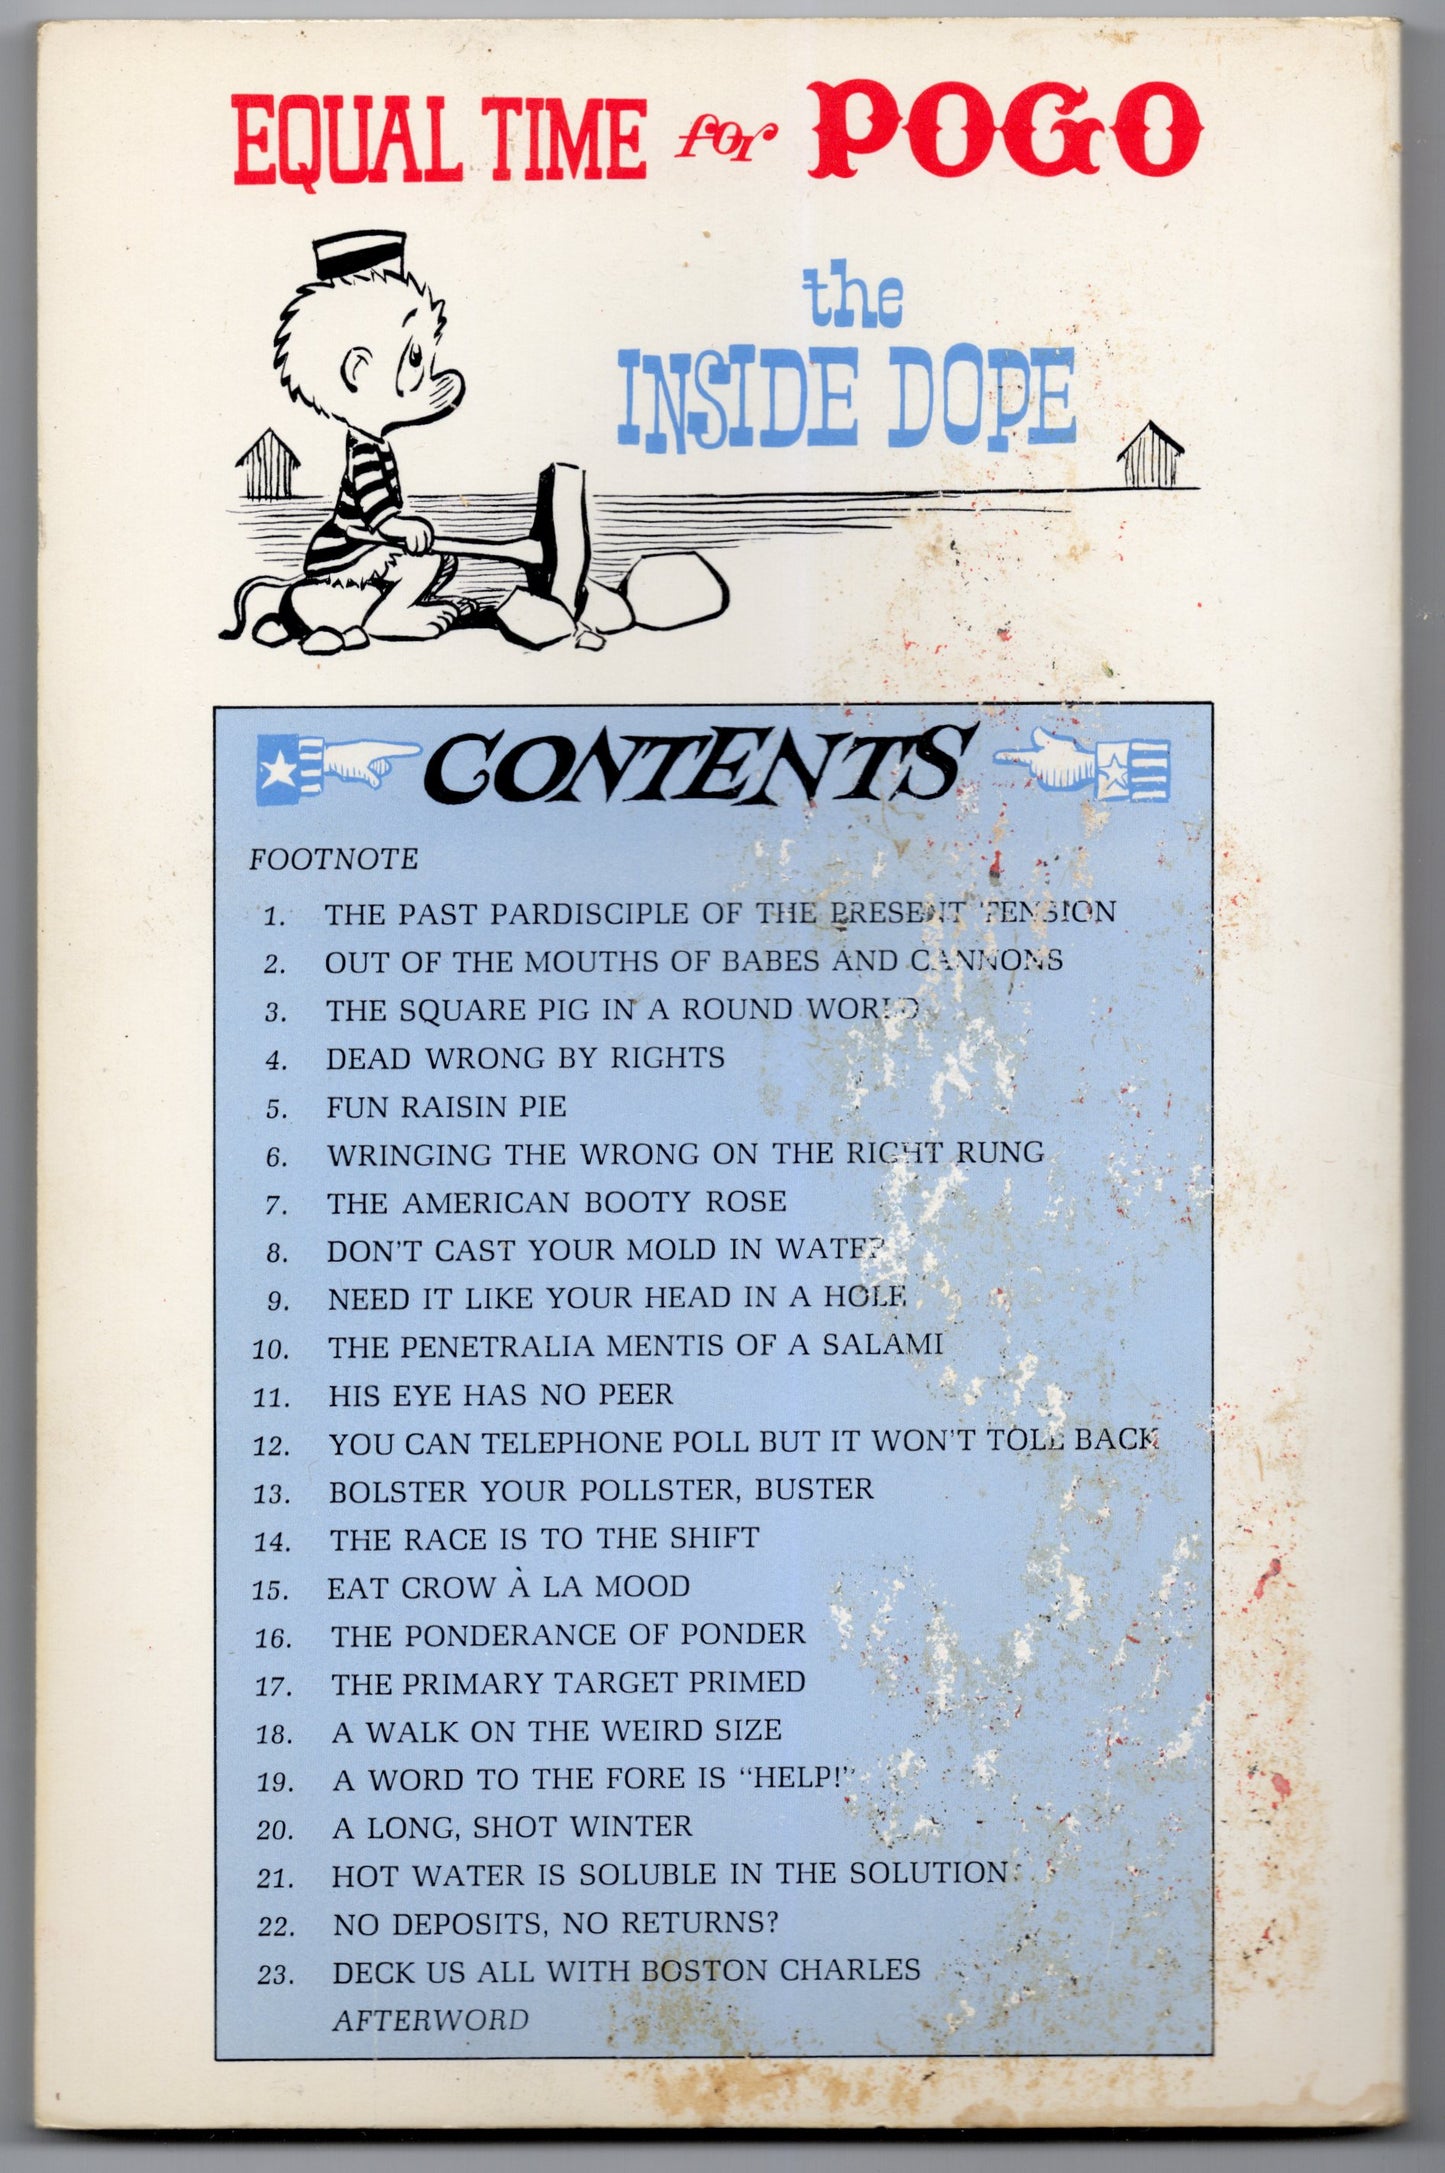 EQUAL TIME for POGO
the
INSIDE DOPE
CONTENTS
FOOTNOTE
1. THE PAST PARDISCIPLE OF THE PRESENT TENSION
2. OUT OF THE MOUTHS OF BABES AND CANNONS
3. THE SQUARE PIG IN A ROUND WORLD
4. DEAD WRONG BY RIGHTS
5. FUN RAISIN PIE
6. WRINGING THE WRONG ON THE RIGHT RUNG
7. THE AMERICAN BOOTY ROSE
8. DON'T CAST YOUR MOLD IN WATER
9. NEED IT LIKE YOUR HEAD IN A HOLE
10. THE PENETRALIA MENTIS OF A SALAMI
11. HIS EYE HAS NO PEER
12. YOU CAN TELEPHONE POLL BUT IT WON'T TOLL BACK
13. BOLSTER YOUR POLLSTER, BUSTER
14. THE RACE IS TO THE SHIFT
15. EAT CROW À LA MOOD
16. THE PONDERANCE OF PONDER
17. THE PRIMARY TARGET PRIMED
18. A WALK ON THE WEIRD SIZE
19. A WORD TO THE FORE IS “HELP!”
20. A LONG, SHOT WINTER
21. HOT WATER IS SOLUBLE IN THE SOLUTION
22. NO DEPOSITS, NO RETURNS?
23. DECK US ALL WITH BOSTON CHARLES
AFTERWORD